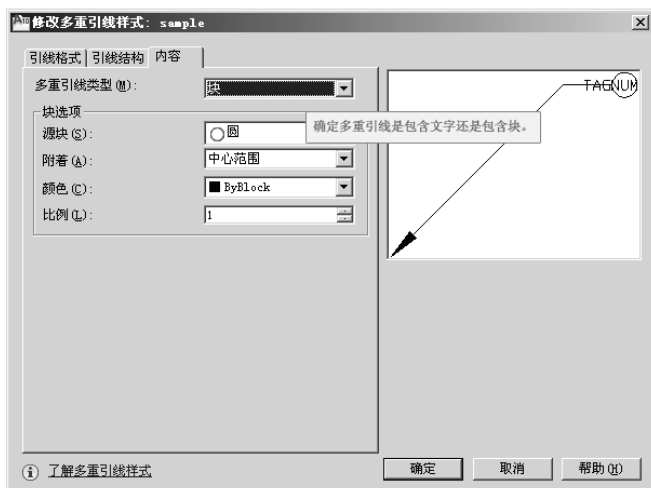 修改多重引线样式: sample
引线格式 引线结构 内容
多重引线类型(M): 块
块选项
源块(S): 圆
确定多重引线是包含文字还是包含块。
附着(A): 中心范围
颜色(C): ByBlock
比例(L): 1
TAGNUM
了解多重引线样式
确定 取消 帮助(H)